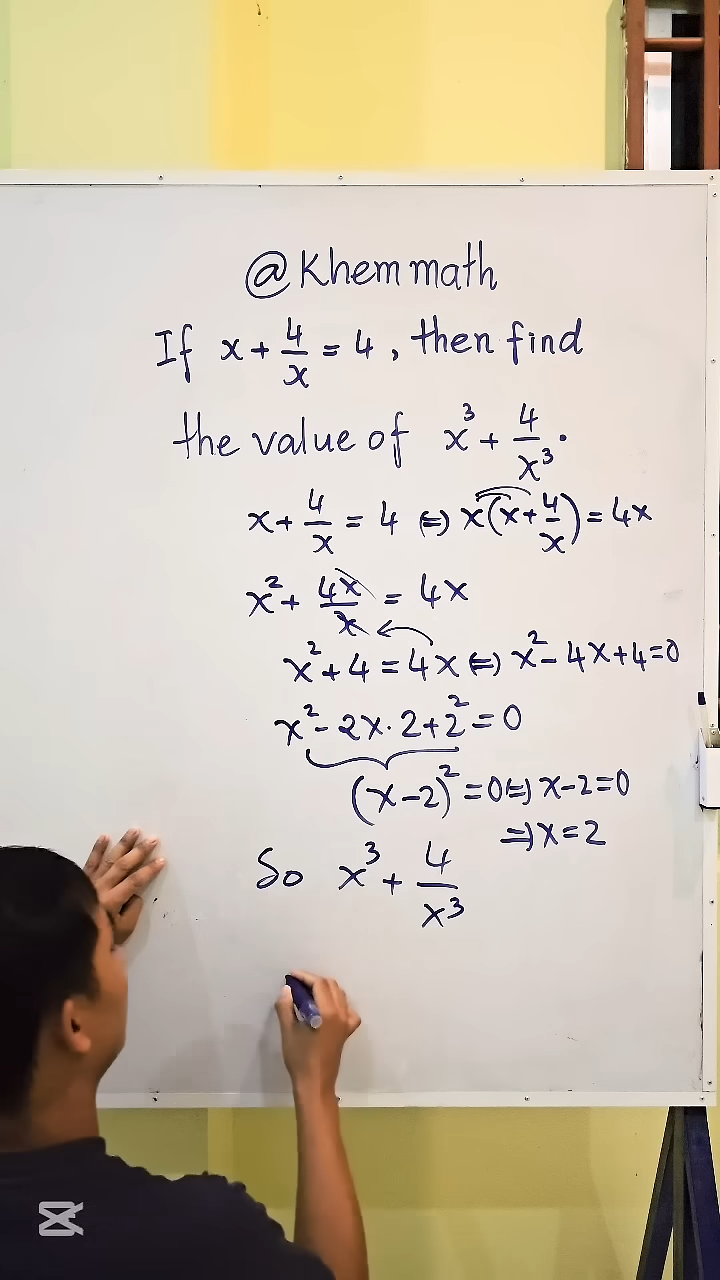 @Khem math
If x + 4/x = 4, then find
the value of x³ + 4/x³.
x + 4/x = 4 ⇔ x(x + 4/x) = 4x
x² + 4x/x = 4x
x² + 4 = 4x ⇔ x² - 4x + 4 = 0
x² - 2x · 2 + 2² = 0
(x - 2)² = 0 ⇔ x - 2 = 0
⇒ x = 2
So x³ + 4/x³